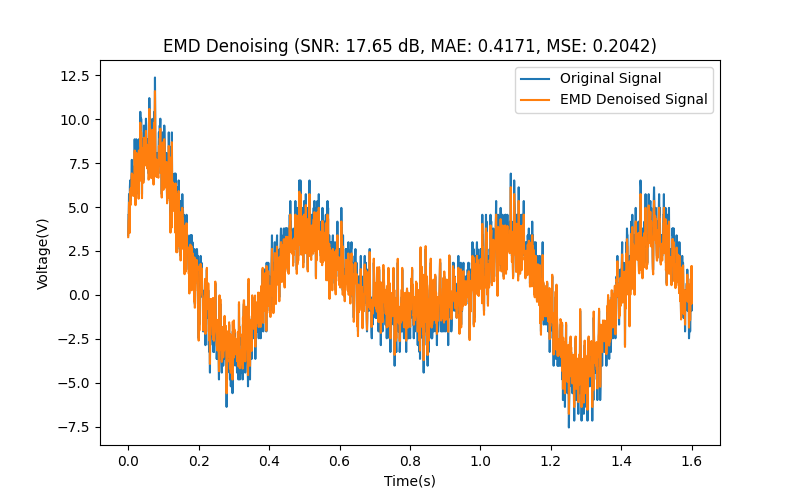 EMD Denoising (SNR: 17.65 dB, MAE: 0.4171, MSE: 0.2042)
Original Signal
EMD Denoised Signal
12.5
10.0
7.5
5.0
2.5
0.0
−2.5
−5.0
−7.5
Voltage(V)
0.0 0.2 0.4 0.6 0.8 1.0 1.2 1.4 1.6
Time(s)